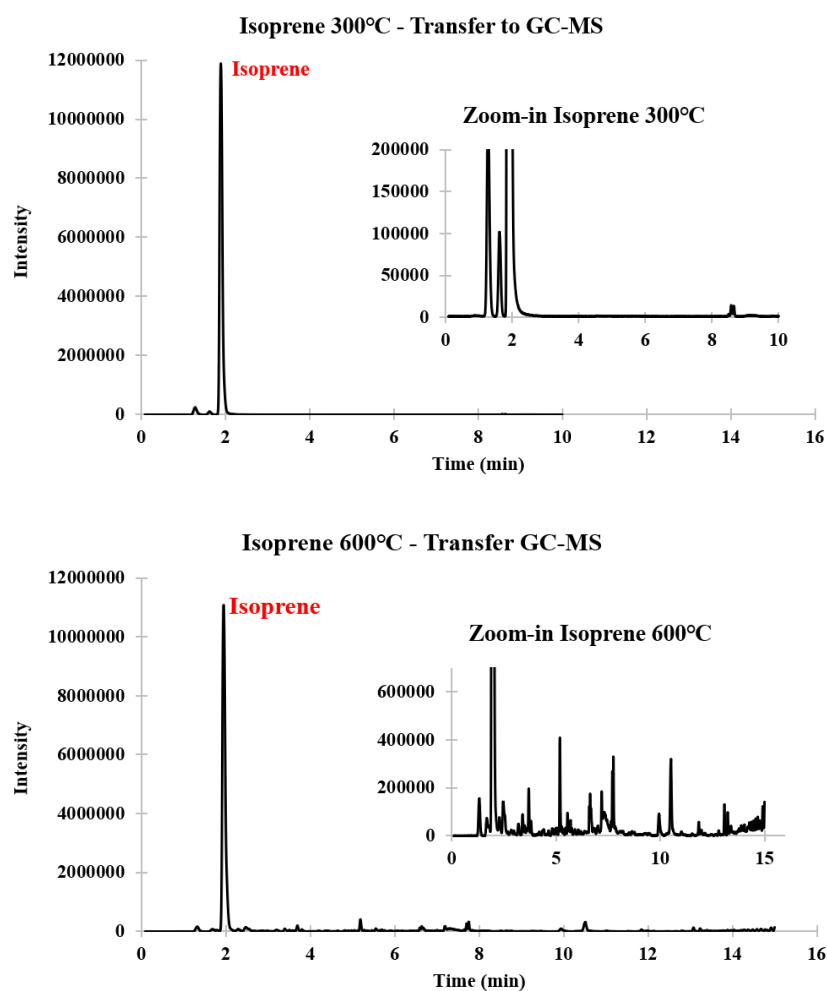 Isoprene 300°C - Transfer to GC-MS
Isoprene
Intensity
12000000
10000000
8000000
6000000
4000000
2000000
0
0 2 4 6 8 10 12 14 16
Time (min)
Zoom-in Isoprene 300°C
200000
150000
100000
50000
0
0 2 4 6 8 10
Isoprene 600°C - Transfer GC-MS
Isoprene
Intensity
12000000
10000000
8000000
6000000
4000000
2000000
0
0 2 4 6 8 10 12 14 16
Time (min)
Zoom-in Isoprene 600°C
600000
400000
200000
0
0 5 10 15